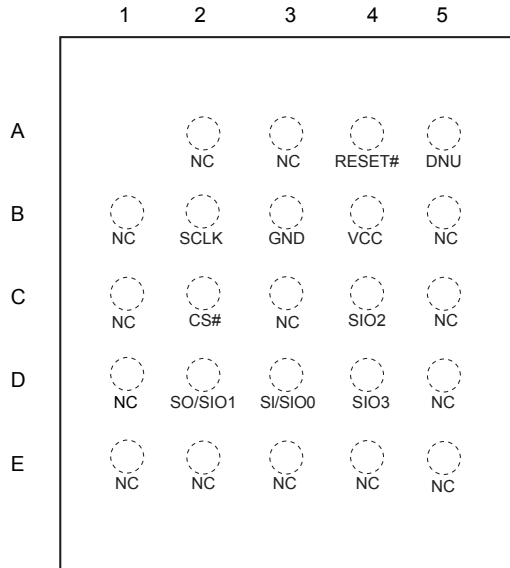 1 2 3 4 5
A
NC NC RESET# DNU
B
NC SCLK GND VCC NC
C
NC CS# NC SIO2 NC
D
NC SO/SIO1 SI/SIO0 SIO3 NC
E
NC NC NC NC NC